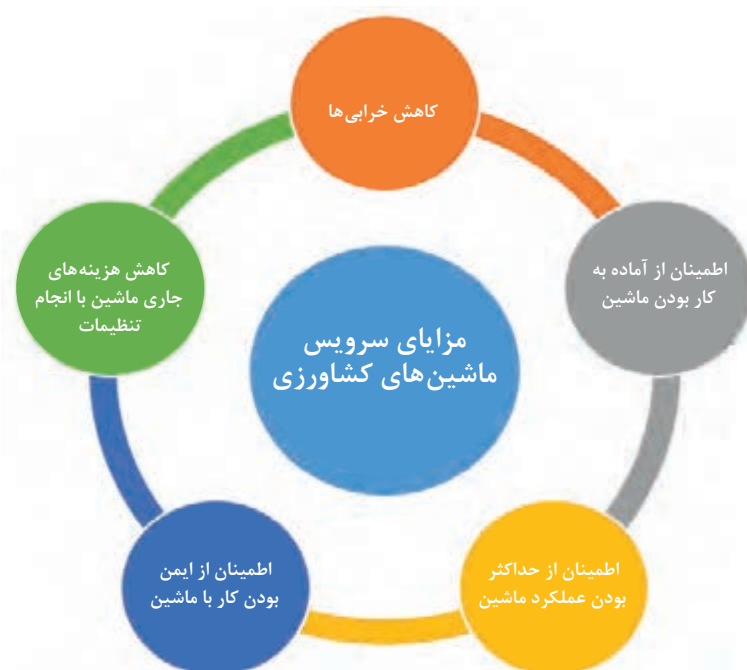 کاهش خرابی‌ها
اطمینان از آماده به
کار بودن ماشین
کاهش هزینه‌های
جاری ماشین با انجام
تنظیمات
مزایای سرویس
ماشین‌های کشاورزی
اطمینان از حداکثر
بودن عملکرد ماشین
اطمینان از ایمن
بودن کار با ماشین